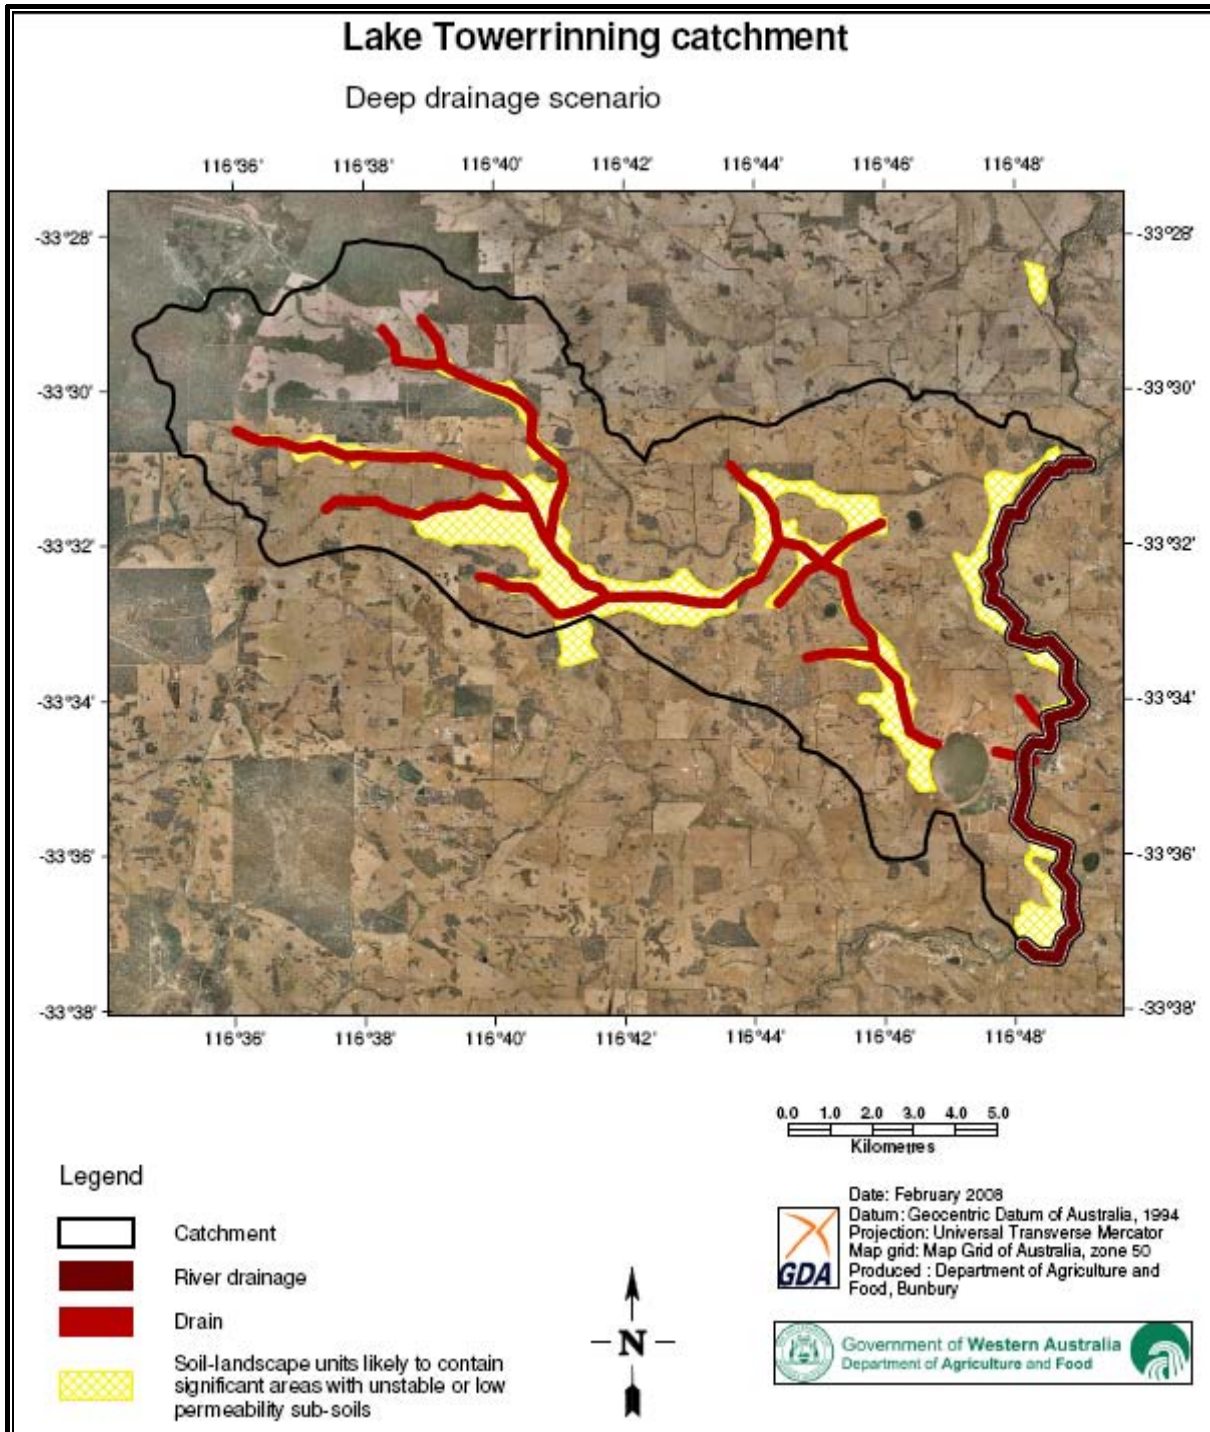 Lake Towerrinning catchment
Deep drainage scenario
116°36' 116°38' 116°40' 116°42' 116°44' 116°46' 116°48'
-33°28' -33°28'
-33°30' -33°30'
-33°32' -33°32'
-33°34' -33°34'
-33°36' -33°36'
-33°38' -33°38'
116°36' 116°38' 116°40' 116°42' 116°44' 116°46' 116°48'
0.0 1.0 2.0 3.0 4.0 5.0
Kilometres
Legend
Catchment
River drainage
Drain
Soil-landscape units likely to contain
significant areas with unstable or low
permeability sub-soils
N
Date: February 2008
Datum: Geocentric Datum of Australia, 1994
Projection: Universal Transverse Mercator
Map grid: Map Grid of Australia, zone 50
Produced : Department of Agriculture and
Food, Bunbury
GDA
Government of Western Australia
Department of Agriculture and Food